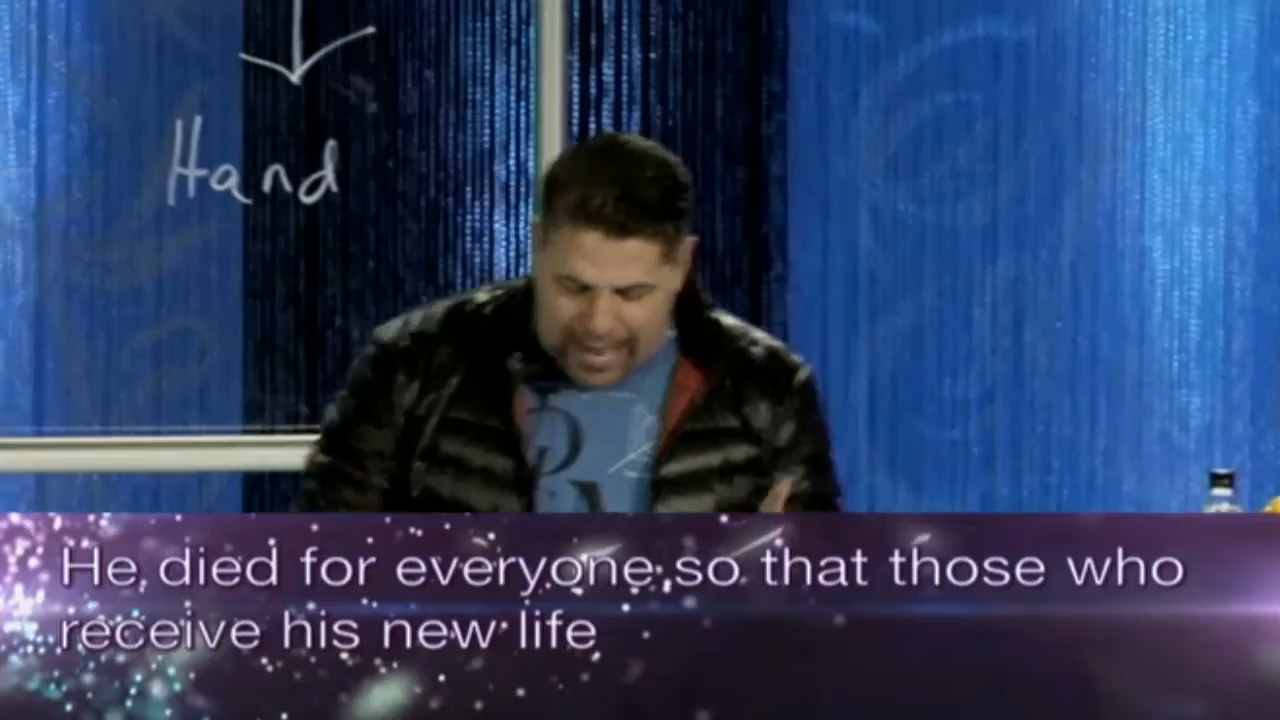 Hand
He died for everyone so that those who
receive his new life